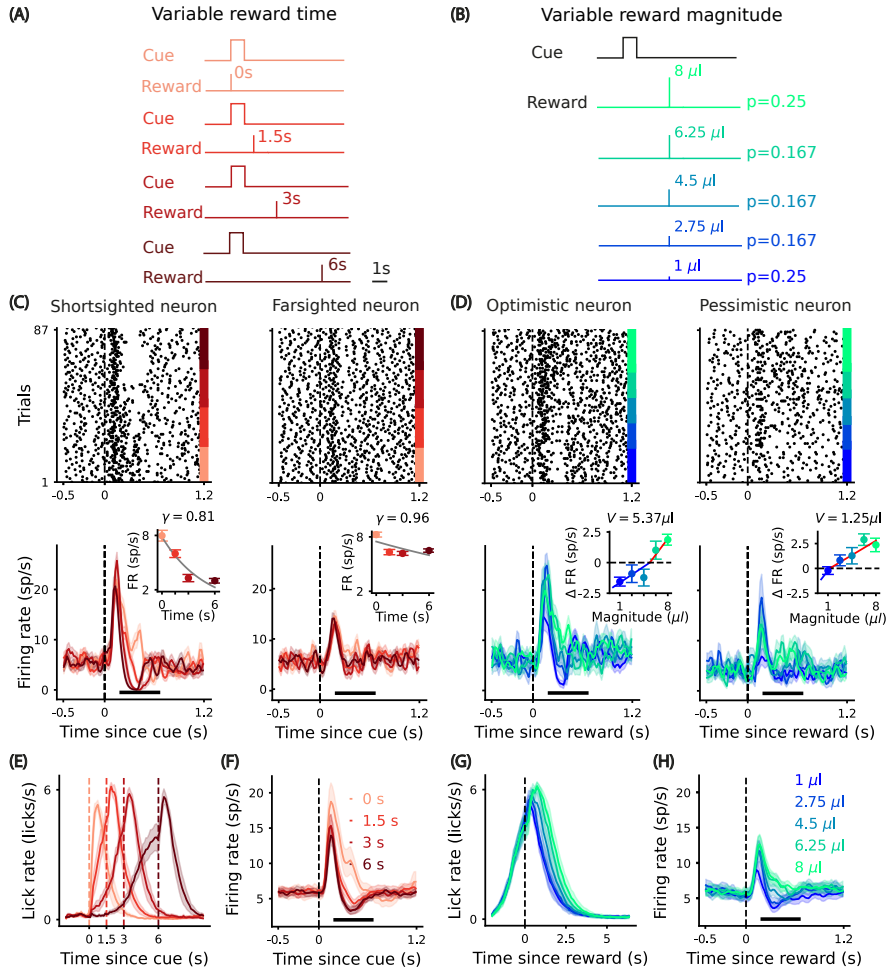 (A) Variable reward time
Cue
Reward 0s
Cue
Reward 1.5s
Cue
Reward 3s
Cue
Reward 6s 1s
(B) Variable reward magnitude
Cue
8 μl
Reward p=0.25
6.25 μl
p=0.167
4.5 μl
p=0.167
2.75 μl
p=0.167
1 μl
p=0.25
(C) Shortsighted neuron Farsighted neuron
87
Trials
1
-0.5 0 1.2 -0.5 0 1.2
γ = 0.81 γ = 0.96
8 8
FR (sp/s) FR (sp/s)
2 2
0 6 0 6
Time (s) Time (s)
Firing rate (sp/s)
20
10
0
-0.5 0 1.2 -0.5 0 1.2
Time since cue (s) Time since cue (s)
(D) Optimistic neuron Pessimistic neuron
-0.5 0 1.2 -0.5 0 1.2
V = 5.37μl V = 1.25μl
2.5 2.5
0 0
-2.5 -2.5
Δ FR (sp/s) Δ FR (sp/s)
1 8 1 8
Magnitude (μl) Magnitude (μl)
-0.5 0 1.2 -0.5 0 1.2
Time since reward (s) Time since reward (s)
(E)
Lick rate (licks/s)
6
0
0 1.5 3 6
Time since cue (s)
(F)
Firing rate (sp/s)
20
15
10
5
0 s
1.5 s
3 s
6 s
-0.5 0 1.2
Time since cue (s)
(G)
Lick rate (licks/s)
6
0
-2.5 0 2.5 5
Time since reward (s)
(H)
Firing rate (sp/s)
20
15
10
5
1 μl
2.75 μl
4.5 μl
6.25 μl
8 μl
-0.5 0 1.2
Time since reward (s)